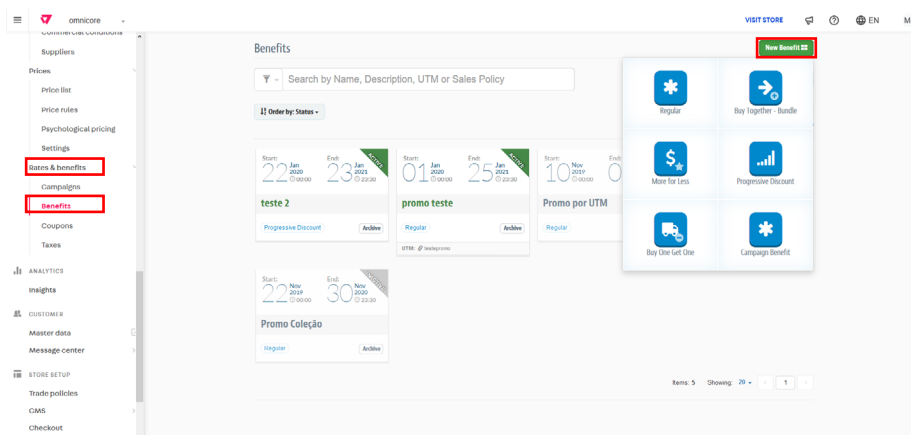 omnicore
VISIT STORE
EN
M
Commercial conditions
Suppliers
Prices
Price list
Price rules
Psychological pricing
Settings
Rates & benefits
Campaigns
Benefits
Coupons
Taxes
ANALYTICS
Insights
CUSTOMER
Master data
Message center
STORE SETUP
Trade policies
CMS
Checkout
Benefits
New Benefit
Search by Name, Description, UTM or Sales Policy
Order by: Status
Start: 22 Jan 2020 00:00 End: 23 Jan 2021 23:30 ACTIVE
teste 2
Progressive Discount Archive
Start: 01 Jan 2020 00:00 End: 25 Jan 2021 23:30 ACTIVE
promo teste
Regular Archive
UTM: testepromo
Start: 10 Nov 2019 00:00 End
Promo por UTM
Regular
Start: 22 Nov 2019 00:00 End: 30 Nov 2020 23:30
Promo Coleção
Regular Archive
Regular
Buy Together - Bundle
More for Less
Progressive Discount
Buy One Get One
Campaign Benefit
Items: 5 Showing: 20 1